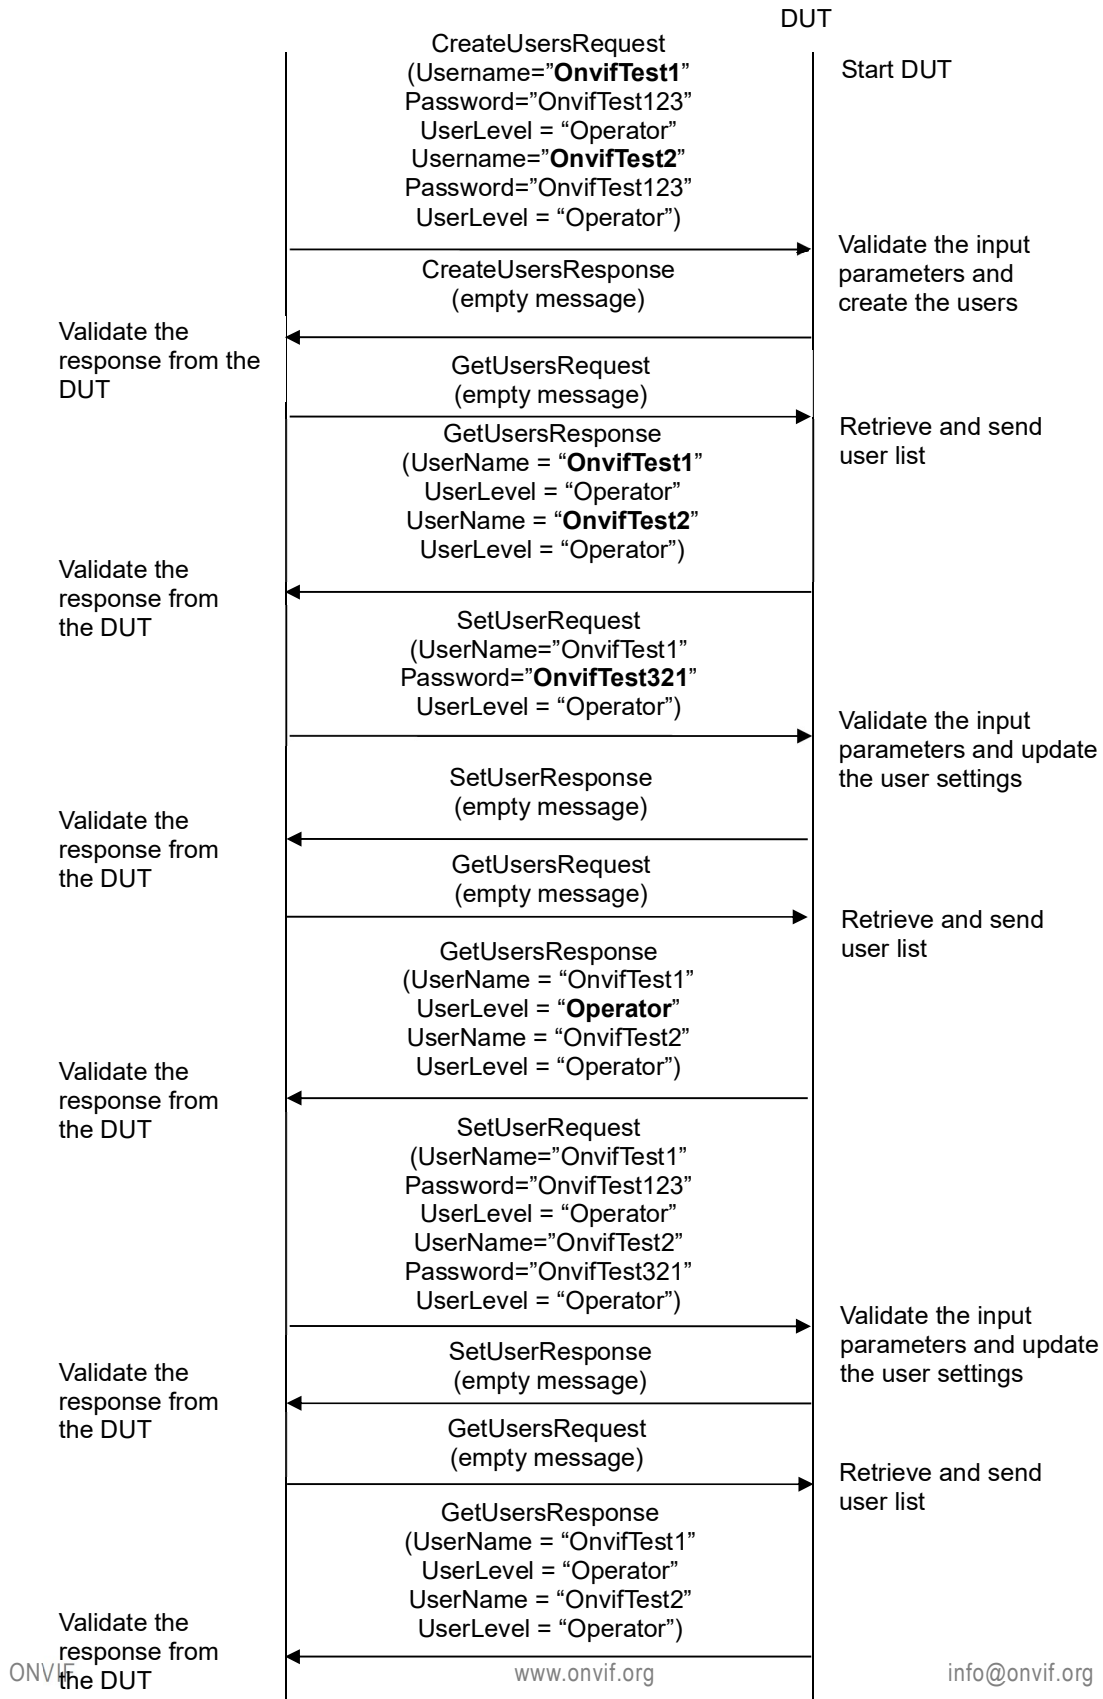 DUT
CreateUsersRequest
(Username=”OnvifTest1”
Password=”OnvifTest123”
UserLevel = “Operator”
Username=”OnvifTest2”
Password=”OnvifTest123”
UserLevel = “Operator”)
Start DUT
Validate the input
parameters and
create the users
CreateUsersResponse
(empty message)
Validate the
response from the
DUT
GetUsersRequest
(empty message)
Retrieve and send
user list
GetUsersResponse
(UserName = “OnvifTest1”
UserLevel = “Operator”
UserName = “OnvifTest2”
UserLevel = “Operator”)
Validate the
response from
the DUT
SetUserRequest
(UserName=”OnvifTest1”
Password=”OnvifTest321”
UserLevel = “Operator”)
Validate the input
parameters and update
the user settings
SetUserResponse
(empty message)
Validate the
response from
the DUT
GetUsersRequest
(empty message)
Retrieve and send
user list
GetUsersResponse
(UserName = “OnvifTest1”
UserLevel = “Operator”
UserName = “OnvifTest2”
UserLevel = “Operator”)
Validate the
response from
the DUT
SetUserRequest
(UserName=”OnvifTest1”
Password=”OnvifTest123”
UserLevel = “Operator”
UserName=”OnvifTest2”
Password=”OnvifTest321”
UserLevel = “Operator”)
Validate the input
parameters and update
the user settings
SetUserResponse
(empty message)
Validate the
response from
the DUT
GetUsersRequest
(empty message)
Retrieve and send
user list
GetUsersResponse
(UserName = “OnvifTest1”
UserLevel = “Operator”
UserName = “OnvifTest2”
UserLevel = “Operator”)
Validate the
response from
the DUT
ONVIF
www.onvif.org
info@onvif.org